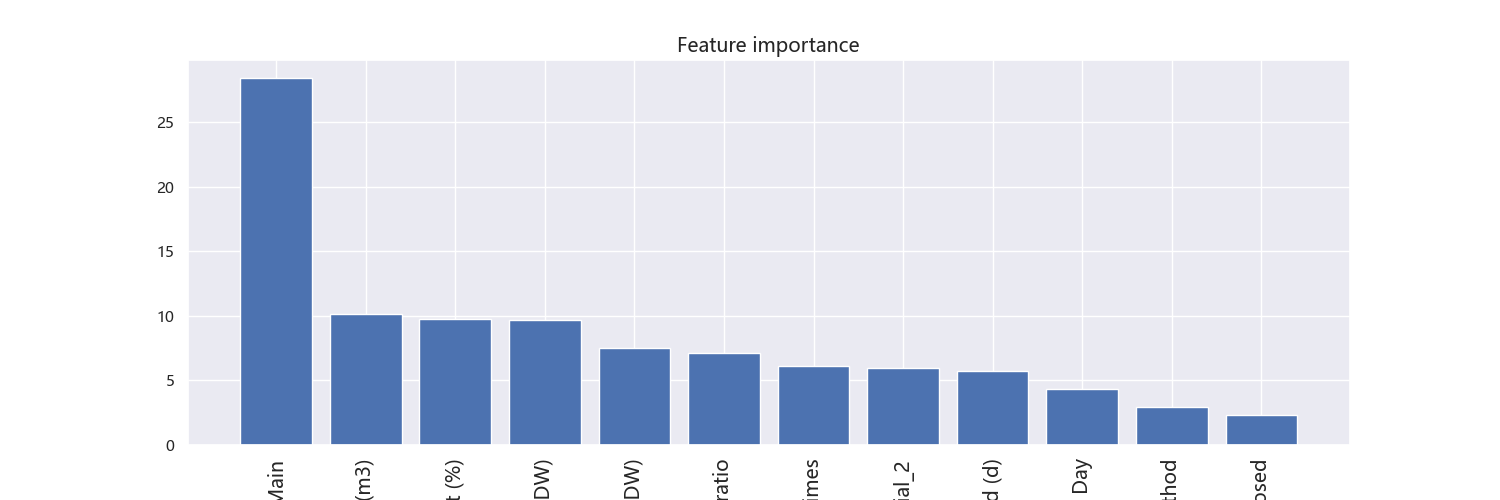 Feature importance
25
20
15
10
5
0
Main
(m3)
t (%)
DW)
DW)
ratio
imes
ial_2
d (d)
Day
thod
osed